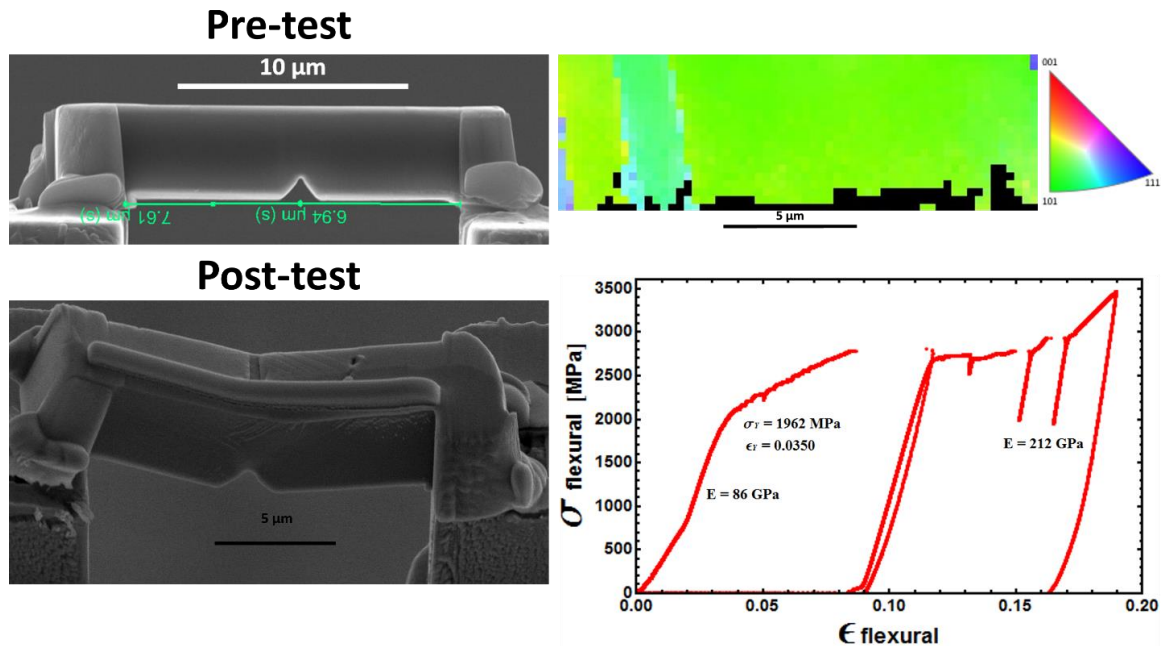 Pre-test
10 μm
7.61 μm (s)
6.94 μm (s)
001
111
101
5 μm
Post-test
5 μm
σ flexural [MPa]
3500
3000
2500
2000
1500
1000
500
0
σY = 1962 MPa
ϵY = 0.0350
E = 86 GPa
E = 212 GPa
0.00
0.05
0.10
0.15
0.20
ϵ flexural